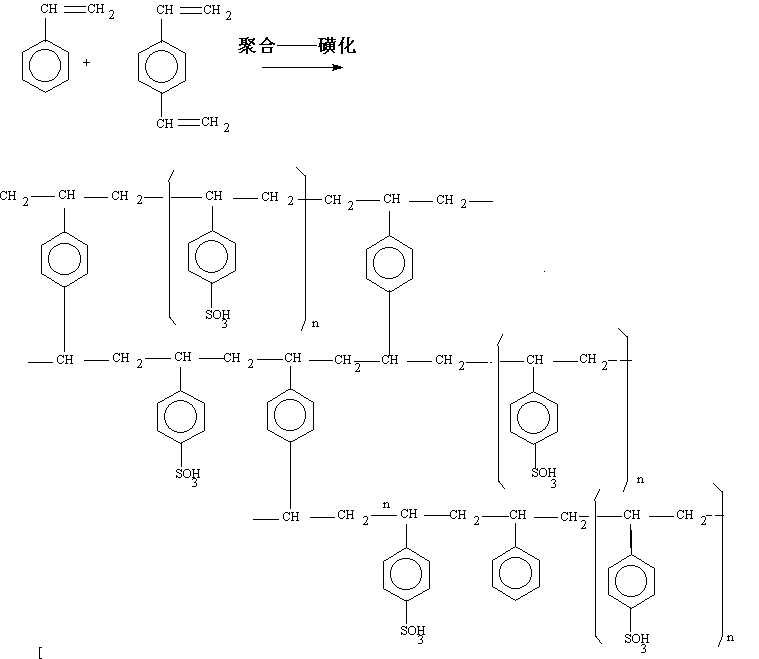 CH CH2 CH CH2
+ 聚合——磺化
CH CH2
CH2 CH CH2 CH CH2 CH2 CH CH2
SOH3 n
CH CH2 CH CH2 CH CH2 CH CH2 CH CH2
SOH3 SOH3 n
CH CH2 n CH CH2 CH CH2 CH CH2
SOH3 SOH3 n
[